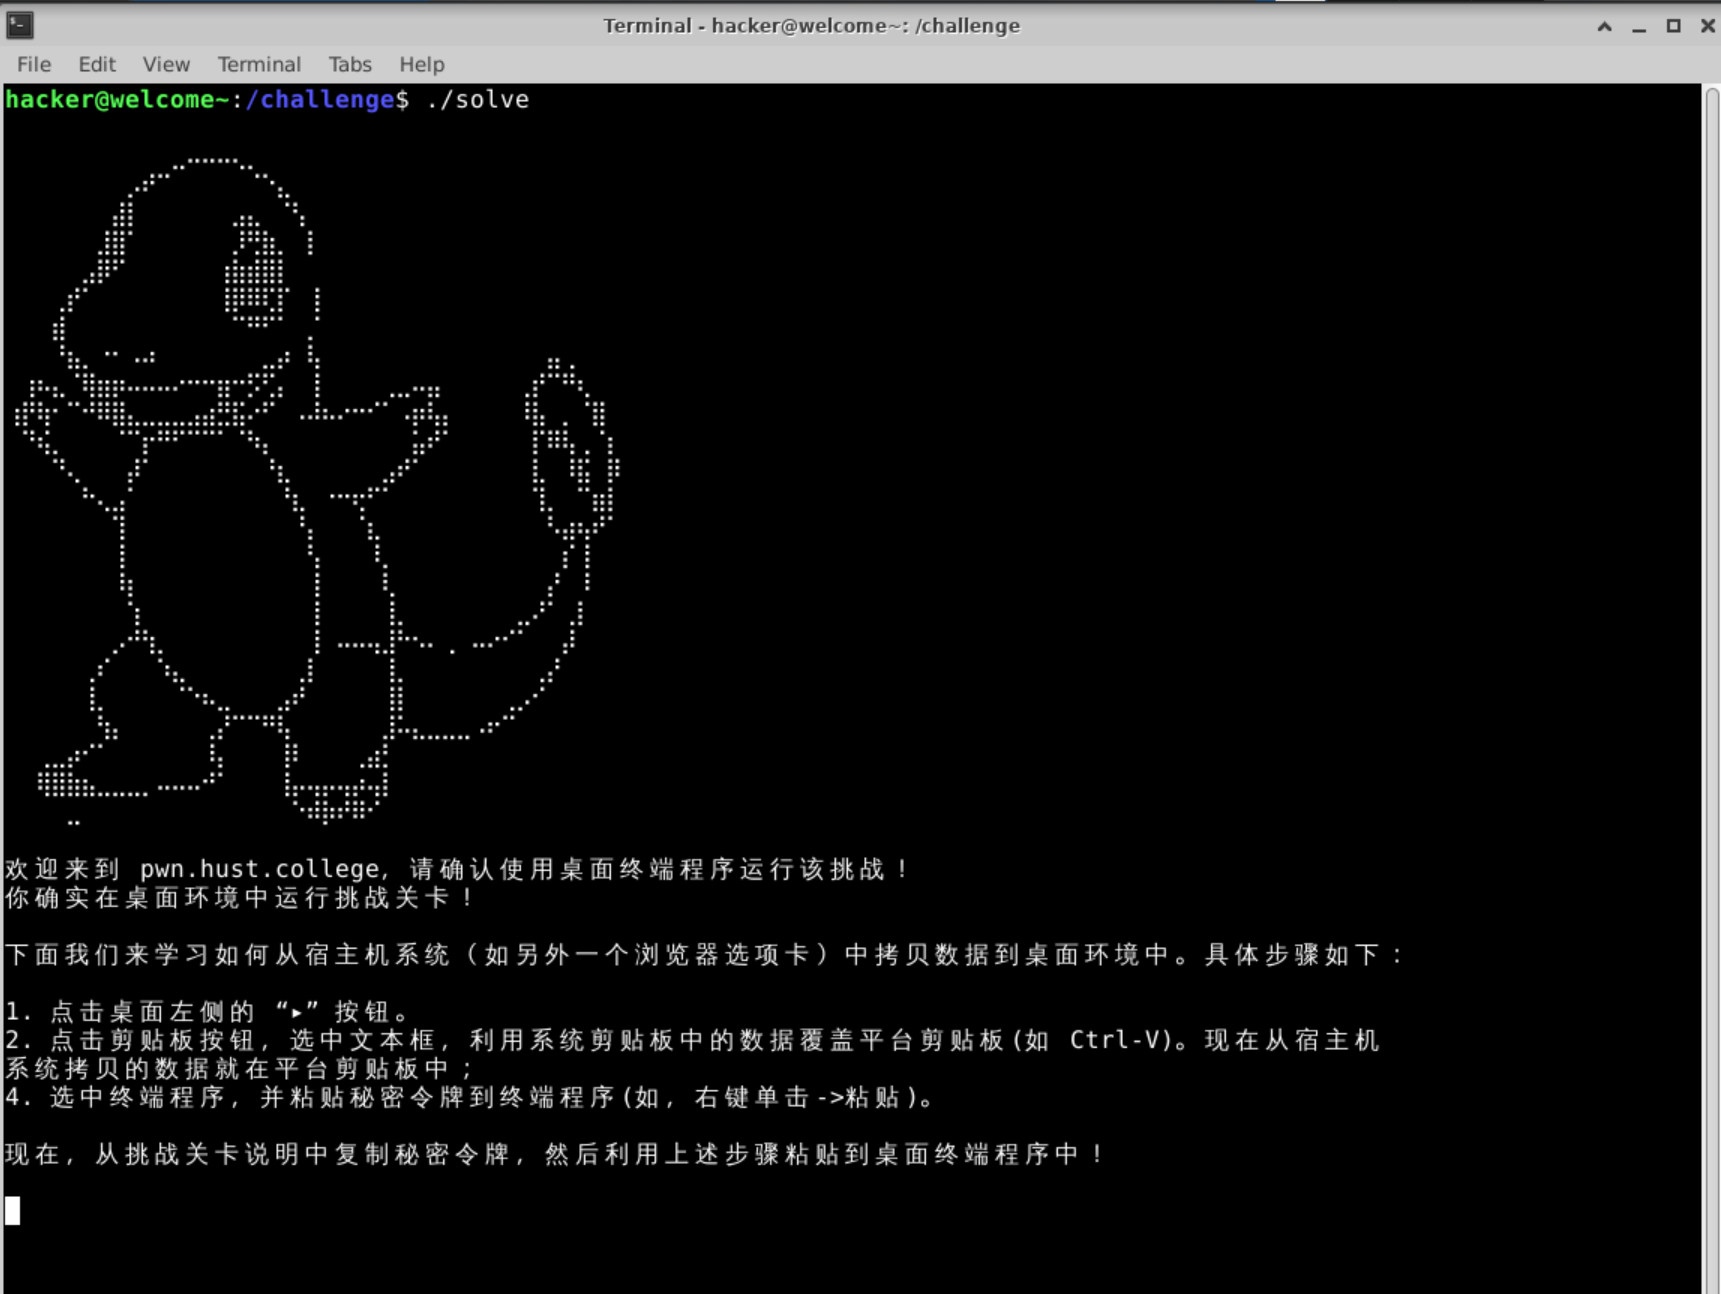 Terminal - hacker@welcome~: /challenge
File Edit View Terminal Tabs Help
hacker@welcome~:/challenge$ ./solve
欢迎来到 pwn.hust.college, 请确认使用桌面终端程序运行该挑战！
你确实在桌面环境中运行挑战关卡！
下面我们来学习如何从宿主机系统（如另外一个浏览器选项卡）中拷贝数据到桌面环境中。具体步骤如下：
1. 点击桌面左侧的 “▸” 按钮。
2. 点击剪贴板按钮, 选中文本框, 利用系统剪贴板中的数据覆盖平台剪贴板(如 Ctrl-V)。现在从宿主机
系统拷贝的数据就在平台剪贴板中；
4. 选中终端程序, 并粘贴秘密令牌到终端程序(如, 右键单击->粘贴)。
现在, 从挑战关卡说明中复制秘密令牌, 然后利用上述步骤粘贴到桌面终端程序中！